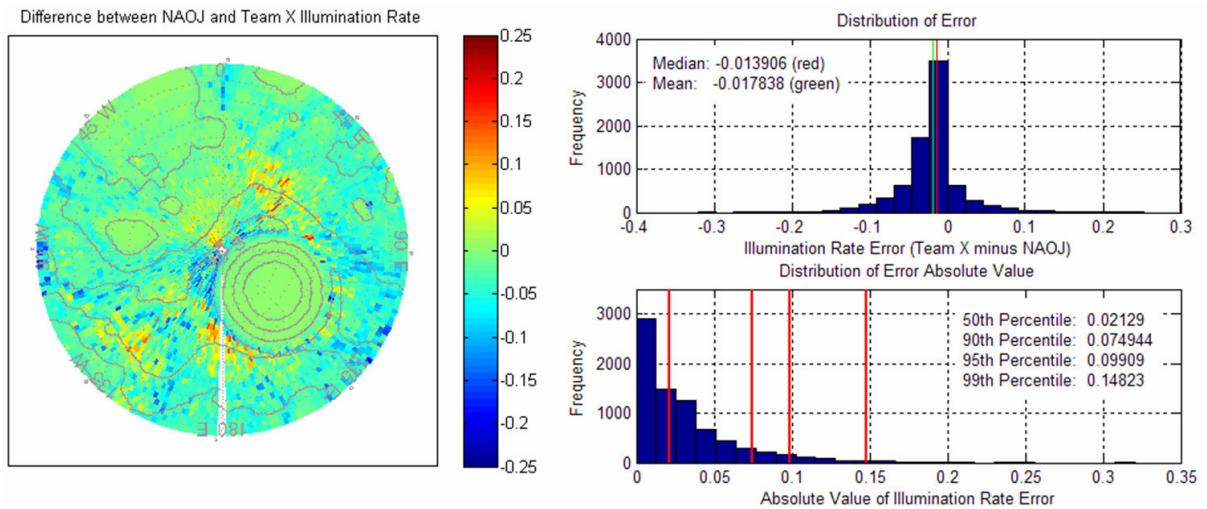 Difference between NAOJ and Team X Illumination Rate
0°
45° W
45° E
90° E
180°
E
0.25
0.2
0.15
0.1
0.05
0
-0.05
-0.1
-0.15
-0.2
-0.25
Distribution of Error
Frequency
4000
3000
2000
1000
0
Median: -0.013906 (red)
Mean: -0.017838 (green)
-0.4 -0.3 -0.2 -0.1 0 0.1 0.2 0.3
Illumination Rate Error (Team X minus NAOJ)
Distribution of Error Absolute Value
Frequency
3000
2000
1000
0
50th Percentile: 0.02129
90th Percentile: 0.074944
95th Percentile: 0.09909
99th Percentile: 0.14823
0 0.05 0.1 0.15 0.2 0.25 0.3 0.35
Absolute Value of Illumination Rate Error